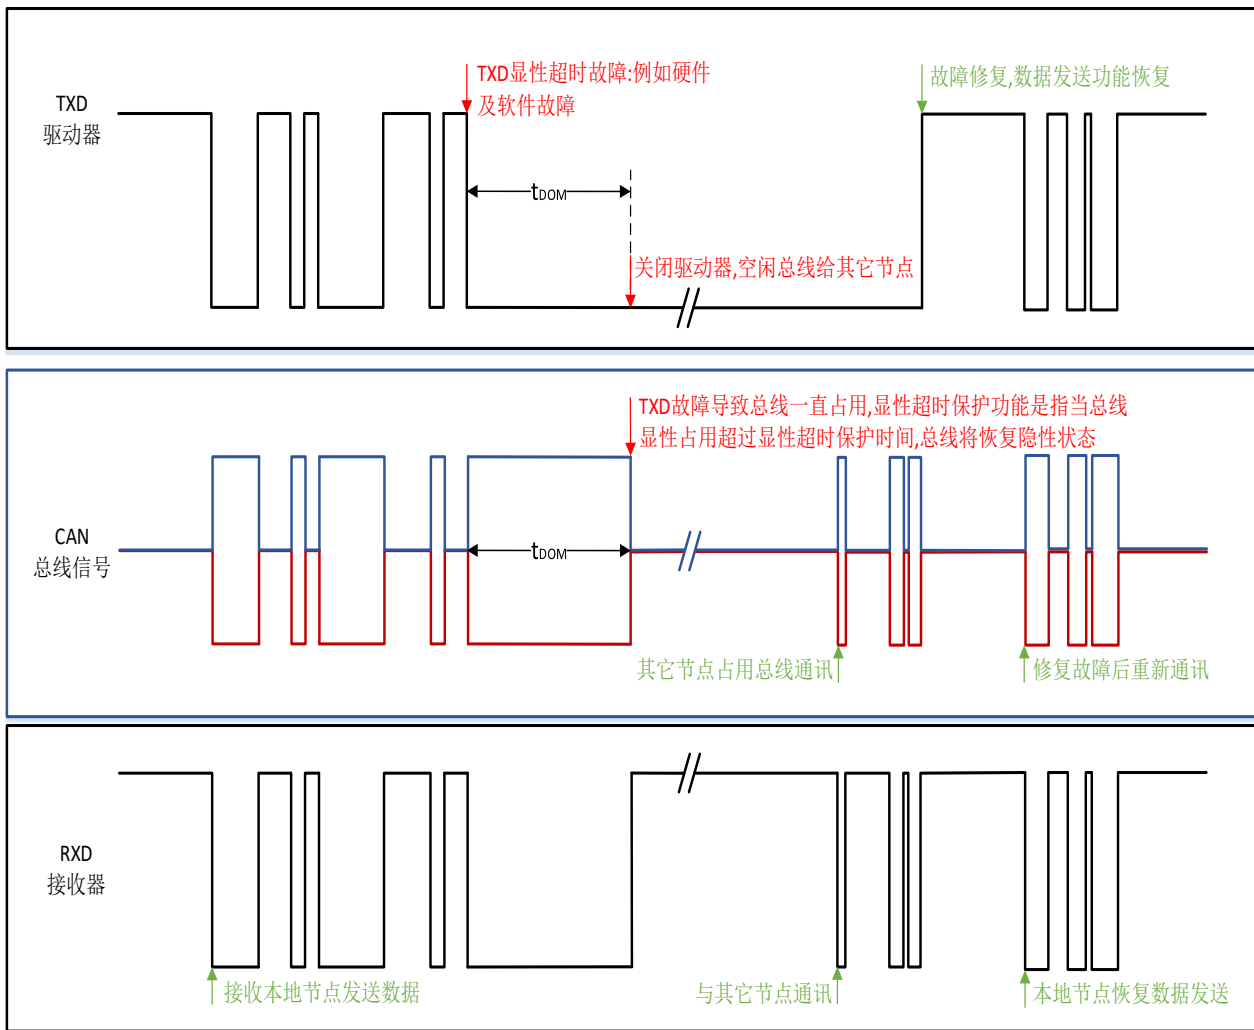 TXD显性超时故障:例如硬件
及软件故障
故障修复,数据发送功能恢复
TXD
驱动器
tDOM
关闭驱动器,空闲总线给其它节点
TXD故障导致总线一直占用,显性超时保护功能是指当总线
显性占用超过显性超时保护时间,总线将恢复隐性状态
CAN
总线信号
tDOM
其它节点占用总线通讯
修复故障后重新通讯
RXD
接收器
接收本地节点发送数据
与其它节点通讯
本地节点恢复数据发送